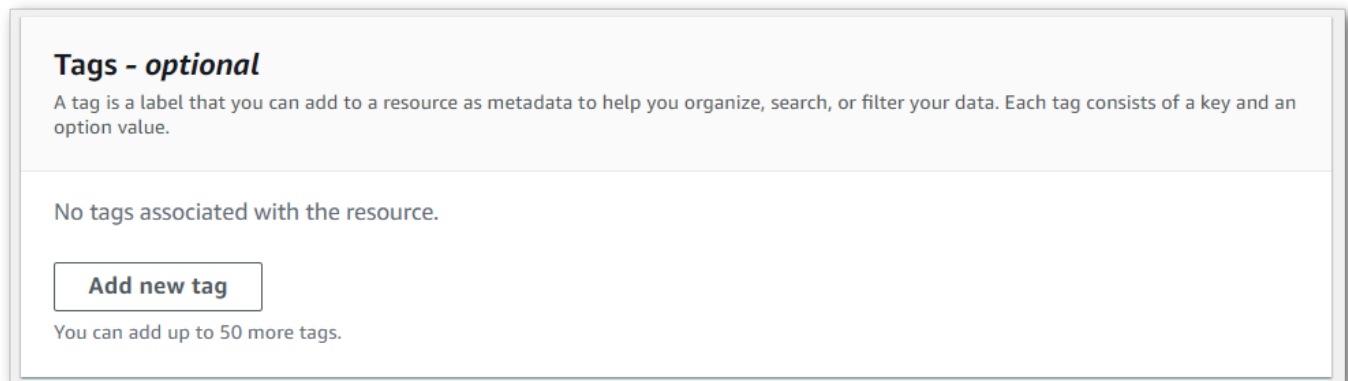 Tags - optional
A tag is a label that you can add to a resource as metadata to help you organize, search, or filter your data. Each tag consists of a key and an
option value.
No tags associated with the resource.
Add new tag
You can add up to 50 more tags.